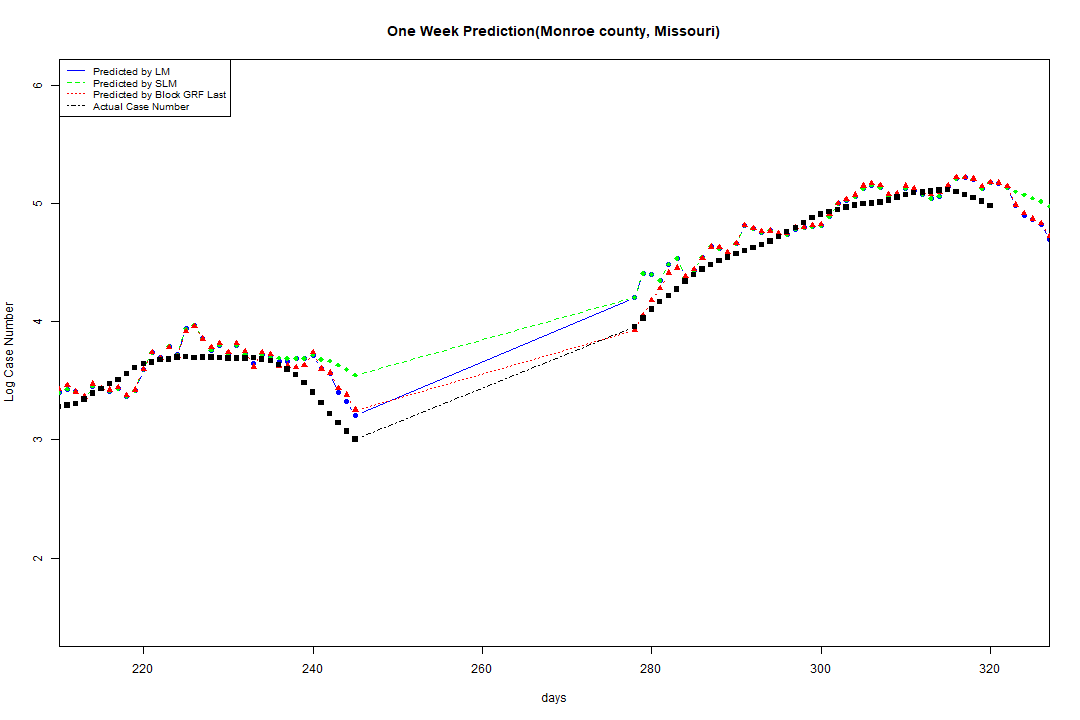 One Week Prediction(Monroe county, Missouri)
Predicted by LM
Predicted by SLM
Predicted by Block GRF Last
Actual Case Number
6
5
4
3
2
Log Case Number
220 240 260 280 300 320
days